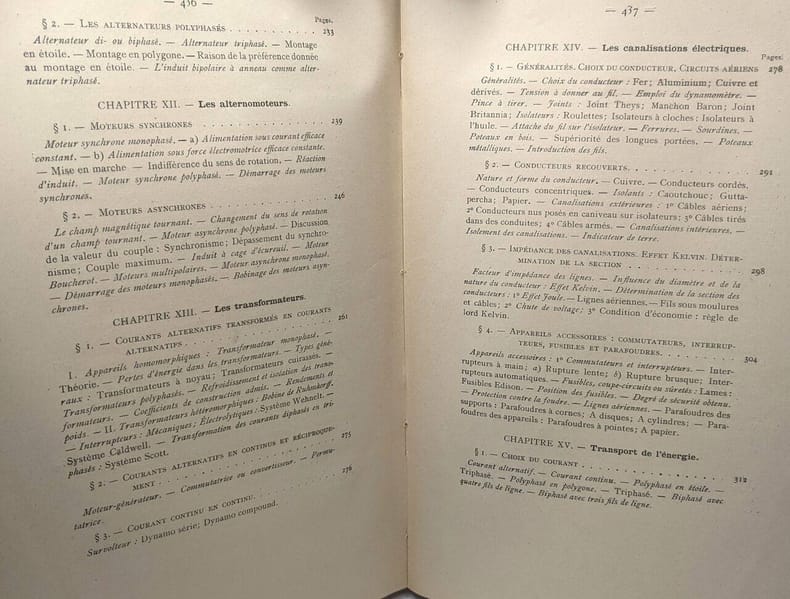 — 436 —
Pages.
§ 2. — LES ALTERNATEURS POLYPHASÉS . . . . . . . . . . . . 233
Alternateur di- ou biphasé. — Alternateur triphasé. — Montage
en étoile. — Montage en polygone. — Raison de la préférence donnée
au montage en étoile. — L'induit bipolaire à anneau comme alter-
nateur triphasé.
CHAPITRE XII. — Les alternomoteurs.
§ 1. — MOTEURS SYNCHRONES . . . . . . . . . . . . 239
Moteur synchrone monophasé. — a) Alimentation sous courant efficace
constant. — b) Alimentation sous force électromotrice efficace constante.
— Mise en marche — Indifférence du sens de rotation. — Réaction
d'induit. — Moteur synchrone polyphasé. — Démarrage des moteurs
synchrones.
§ 2. — MOTEURS ASYNCHRONES . . . . . . . . . . . . 246
Le champ magnétique tournant. — Changement du sens de rotation
d'un champ tournant. — Moteur asynchrone polyphasé. — Discussion
de la valeur du couple : Synchronisme; Dépassement du synchro-
nisme; Couple maximum. — Induit à cage d'écureuil. — Moteur
Boucherot. — Moteurs multipolaires. — Moteur asynchrone monophasé.
— Démarrage des moteurs monophasés. — Bobinage des moteurs asyn-
chrones.
CHAPITRE XIII. — Les transformateurs.
§ 1. — COURANTS ALTERNATIFS TRANSFORMÉS EN COURANTS
ALTERNATIFS . . . . . . . . . . . . 261
I. Appareils homomorphiques : Transformateur monophasé. —
Théorie. — Pertes d'énergie dans les transformateurs. — Types géné-
raux : Transformateurs à noyau; Transformateurs cuirassés. —
Transformateurs polyphasés. — Refroidissement et isolation des trans-
formateurs. — Coefficients de construction admis. — Rendements et
poids. — II. Transformateurs hétéromorphiques : Bobine de Ruhmkorff.
— Interrupteurs : Mécaniques; Électrolytiques; Système Wehnelt. —
Système Caldwell. — Transformation des courants diphasés en tri-
phasés : Système Scott.
§ 2. — COURANTS ALTERNATIFS EN CONTINUS ET RÉCIPROQUE-
MENT . . . . . . . . . . . . 275
Moteur-générateur. — Commutatrice ou convertisseur. — Permu-
tatrice.
§ 3. — COURANT CONTINU EN CONTINU. . . . . . . . . . . . 276
Survolteur : Dynamo série; Dynamo compound.
— 437 —
CHAPITRE XIV. — Les canalisations électriques.
Pages.
§ 1. — GÉNÉRALITÉS. CHOIX DU CONDUCTEUR. CIRCUITS AÉRIENS 278
Généralités. — Choix du conducteur : Fer; Aluminium; Cuivre et
dérivés. — Tension à donner au fil. — Emploi du dynamomètre. —
Pince à tirer. — Joints : Joint Theys; Manchon Baron; Joint
Britannia; Isolateurs : Roulettes; Isolateurs à cloches; Isolateurs à
l'huile. — Attache du fil sur l'isolateur. — Ferrures. — Sourdines. —
Poteaux en bois. — Supériorité des longues portées. — Poteaux
métalliques. — Introduction des fils.
§ 2. — CONDUCTEURS RECOUVERTS. . . . . . . . . . . . 291
Nature et forme du conducteur. — Cuivre. — Conducteurs cordés.
— Conducteurs concentriques. — Isolants : Caoutchouc; Gutta-
percha; Papier. — Canalisations extérieures : 1º Câbles aériens;
2º Conducteurs nus posés en caniveau sur isolateurs; 3º Câbles tirés
dans des conduites; 4º Câbles armés. — Canalisations intérieures. —
Isolement des canalisations. — Indicateur de terre.
§ 3. — IMPÉDANCE DES CANALISATIONS. EFFET KELVIN. DÉTER-
MINATION DE LA SECTION . . . . . . . . . . . . 298
Facteur d'impédance des lignes. — Influence du diamètre et de la
nature du conducteur : Effet Kelvin. — Détermination de la section des
conducteurs : 1º Effet Joule. — Lignes aériennes. — Fils sous moulures
et câbles; 2º Chute de voltage; 3º Condition d'économie : règle de
lord Kelvin.
§ 4. — APPAREILS ACCESSOIRES : COMMUTATEURS, INTERRUP-
TEURS, FUSIBLES ET PARAFOUDRES. . . . . . . . . . . . 304
Appareils accessoires : 1º Commutateurs et interrupteurs. — Inter-
rupteurs à main; a) Rupture lente; b) Rupture brusque; Inter-
rupteurs automatiques. — Fusibles, coupe-circuits ou sûretés : Lames :
Fusibles Edison. — Position des fusibles. — Degré de sécurité obtenu.
— Protection contre la foudre. — Lignes aériennes. — Parafoudres des
supports : Parafoudres à cornes; A disques; A cylindres; — Para-
foudres des appareils : Parafoudres à pointes; A papier.
CHAPITRE XV. — Transport de l'énergie.
§ 1. — CHOIX DU COURANT . . . . . . . . . . . . 312
Courant alternatif. — Courant continu. — Polyphasé en étoile. —
Triphasé. — Polyphasé en polygone. — Triphasé. — Biphasé avec
quatre fils de ligne. — Biphasé avec trois fils de ligne.